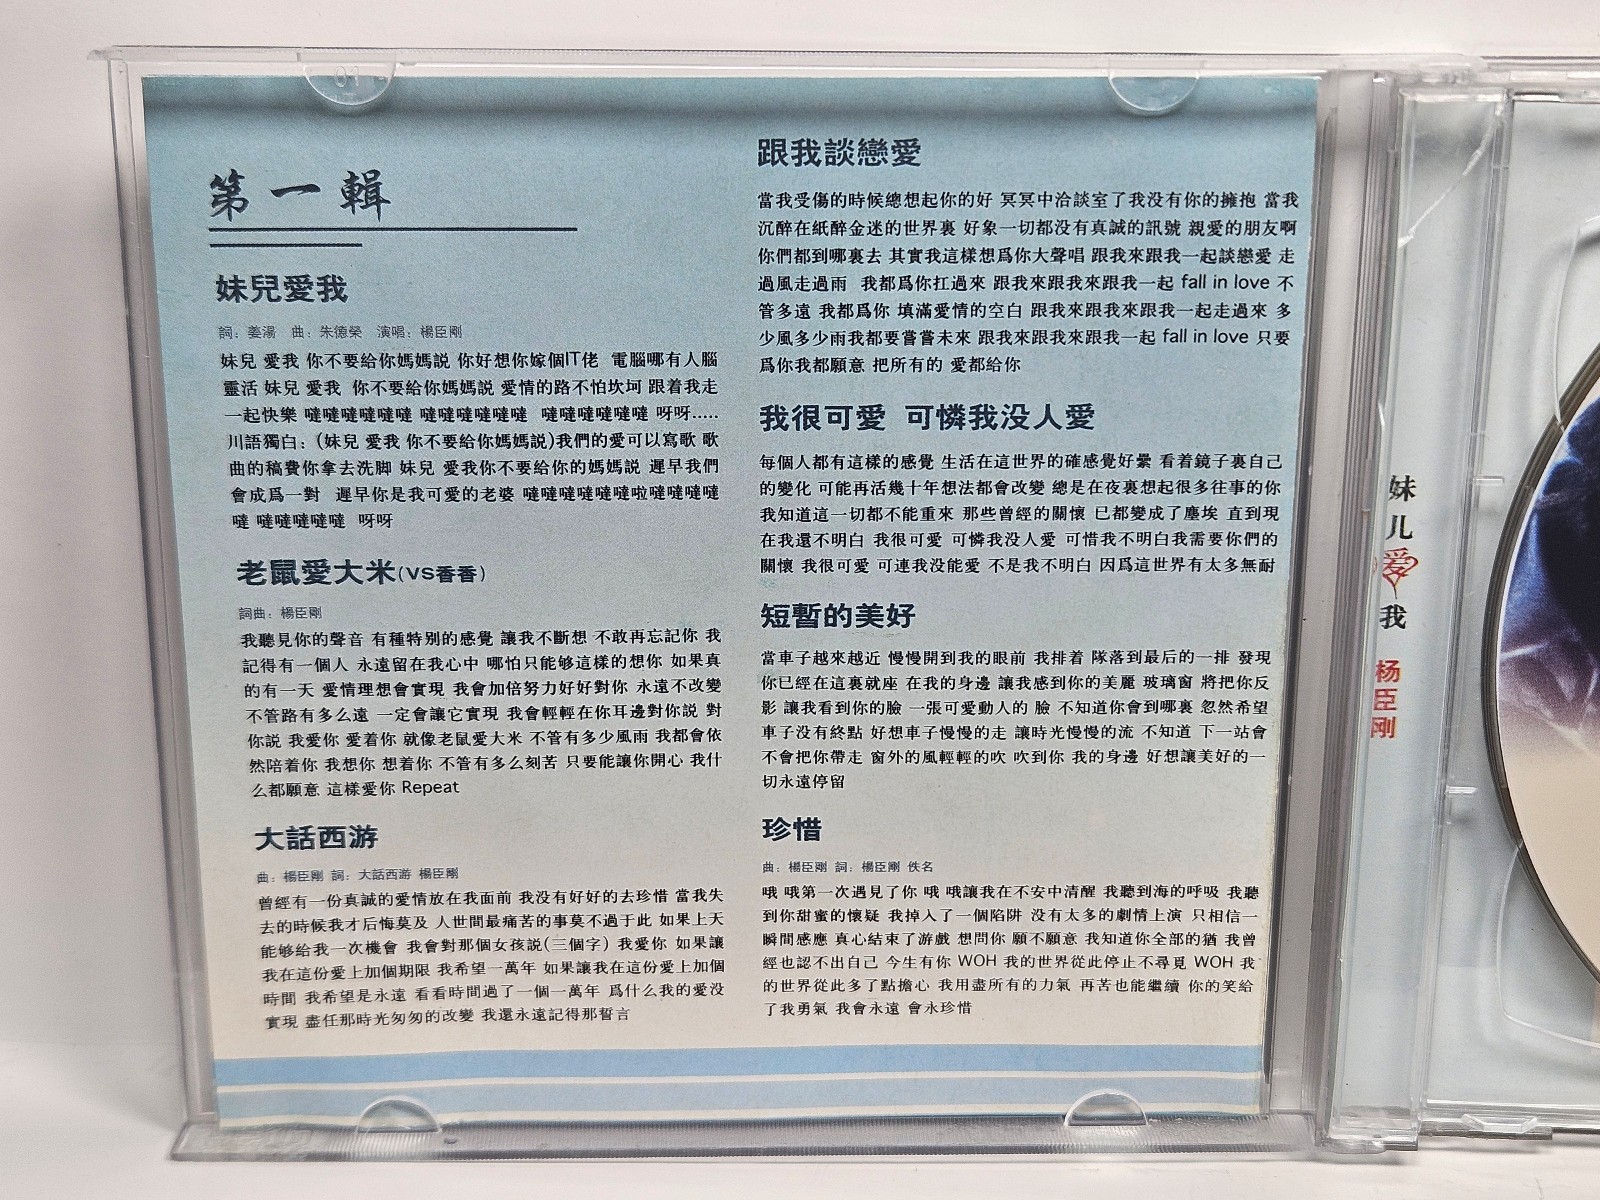 01
第一輯
妹兒愛我
詞：姜湯 曲：朱德榮 演唱：楊臣剛
妹兒 愛我 你不要給你媽媽説 你好想你嫁個IT佬 電腦哪有人腦
靈活 妹兒 愛我 你不要給你媽媽説 愛情的路不怕坎坷 跟着我走
一起快樂 噠噠噠噠噠噠 噠噠噠噠噠噠 噠噠噠噠噠噠 呀呀.....
川語獨白：(妹兒 愛我 你不要給你媽媽説)我們的愛可以寫歌 歌
曲的稿費你拿去洗脚 妹兒 愛我你不要給你的媽媽説 遲早我們
會成爲一對 遲早你是我可愛的老婆 噠噠噠噠噠噠啦噠噠噠噠
噠 噠噠噠噠噠 呀呀
老鼠愛大米(VS香香)
詞曲：楊臣剛
我聽見你的聲音 有種特别的感覺 讓我不斷想 不敢再忘記你 我
記得有一個人 永遠留在我心中 哪怕只能够這樣的想你 如果真
的有一天 愛情理想會實現 我會加倍努力好好對你 永遠不改變
不管路有多么遠 一定會讓它實現 我會輕輕在你耳邊對你説 對
你説 我愛你 愛着你 就像老鼠愛大米 不管有多少風雨 我都會依
然陪着你 我想你 想着你 不管有多么刻苦 只要能讓你開心 我什
么都願意 這樣愛你 Repeat
大話西游
曲：楊臣剛 詞：大話西游 楊臣剛
曾經有一份真誠的愛情放在我面前 我没有好好的去珍惜 當我失
去的時候我才后悔莫及 人世間最痛苦的事莫不過于此 如果上天
能够給我一次機會 我會對那個女孩説(三個字) 我愛你 如果讓
我在這份愛上加個期限 我希望一萬年 如果讓我在這份愛上加個
時間 我希望是永遠 看看時間過了一個一萬年 爲什么我的愛没
實現 盡任那時光匆匆的改變 我還永遠記得那誓言
跟我談戀愛
當我受傷的時候總想起你的好 冥冥中洽談室了我没有你的擁抱 當我
沉醉在紙醉金迷的世界裏 好象一切都没有真誠的訊號 親愛的朋友啊
你們都到哪裏去 其實我這樣想爲你大聲唱 跟我來跟我一起談戀愛 走
過風走過雨 我都爲你扛過來 跟我來跟我來跟我一起 fall in love 不
管多遠 我都爲你 填滿愛情的空白 跟我來跟我來跟我一起走過來 多
少風多少雨我都要嘗嘗未來 跟我來跟我來跟我一起 fall in love 只要
爲你我都願意 把所有的 愛都給你
我很可愛 可憐我没人愛
每個人都有這樣的感覺 生活在這世界的確感覺好纍 看着鏡子裏自己
的變化 可能再活幾十年想法都會改變 總是在夜裏想起很多往事的你
我知道這一切都不能重來 那些曾經的關懷 已都變成了塵埃 直到現
在我還不明白 我很可愛 可憐我没人愛 可惜我不明白我需要你們的
關懷 我很可愛 可連我没能愛 不是我不明白 因爲這世界有太多無耐
短暫的美好
當車子越來越近 慢慢開到我的眼前 我排着 隊落到最后的一排 發現
你已經在這裏就座 在我的身邊 讓我感到你的美麗 玻璃窗 將把你反
影 讓我看到你的臉 一張可愛動人的 臉 不知道你會到哪裏 忽然希望
車子没有終點 好想車子慢慢的走 讓時光慢慢的流 不知道 下一站會
不會把你帶走 窗外的風輕輕的吹 吹到你 我的身邊 好想讓美好的一
切永遠停留
珍惜
曲：楊臣剛 詞：楊臣剛 佚名
哦 哦第一次遇見了你 哦 哦讓我在不安中清醒 我聽到海的呼吸 我聽
到你甜蜜的懷疑 我掉入了一個陷阱 没有太多的劇情上演 只相信一
瞬間感應 真心結束了游戲 想問你 願不願意 我知道你全部的猶 我曾
經也認不出自己 今生有你 WOH 我的世界從此停止不尋覓 WOH 我
的世界從此多了點擔心 我用盡所有的力氣 再苦也能繼續 你的笑給
了我勇氣 我會永遠 會永珍惜
妹儿爱我
杨臣刚